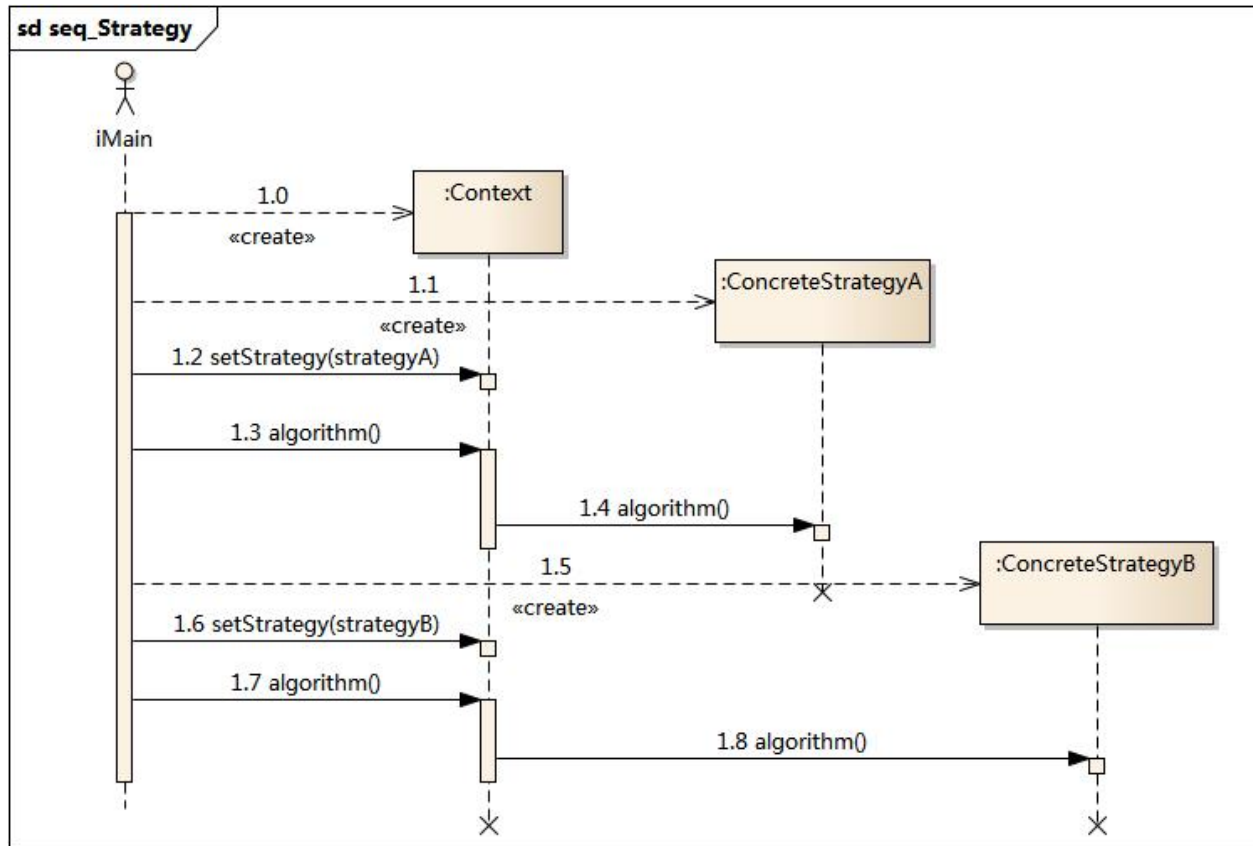 sd seq_Strategy
iMain
1.0
«create»
:Context
1.1
«create»
:ConcreteStrategyA
1.2 setStrategy(strategyA)
1.3 algorithm()
1.4 algorithm()
1.5
«create»
:ConcreteStrategyB
1.6 setStrategy(strategyB)
1.7 algorithm()
1.8 algorithm()